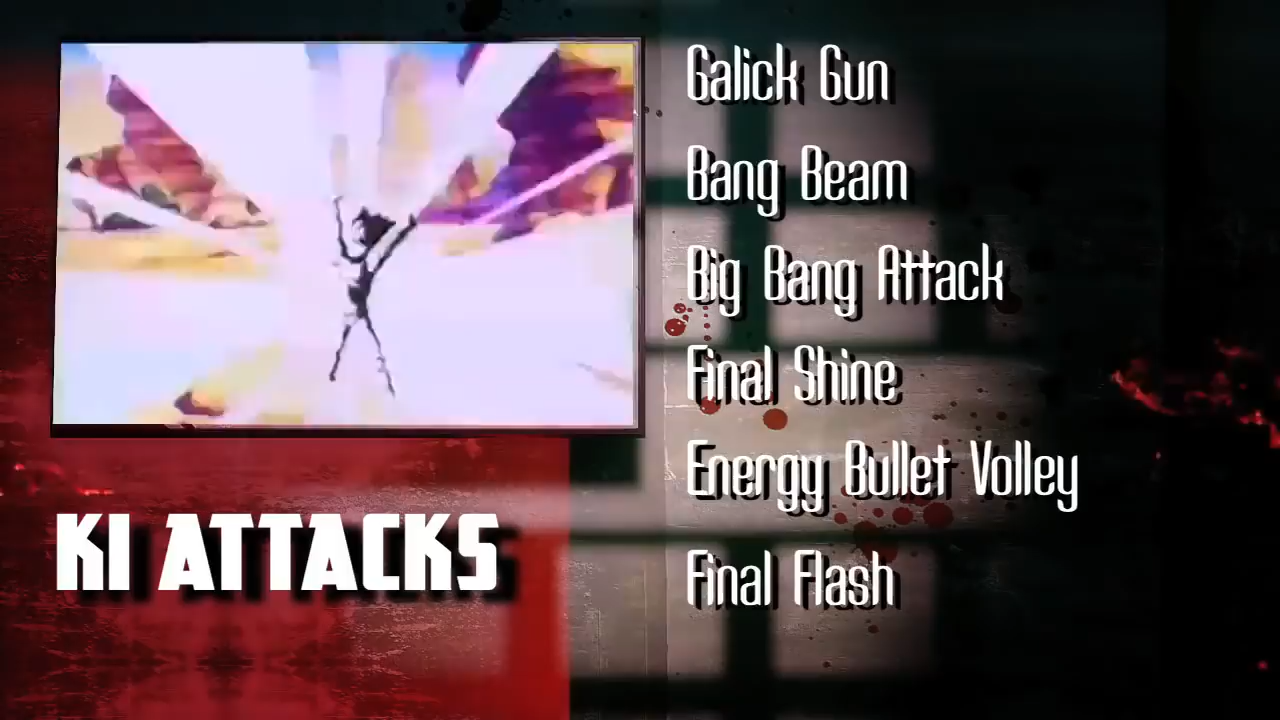 Galick Gun
Bang Beam
Big Bang Attack
Final Shine
Energy Bullet Volley
Final Flash
KI ATTACKS